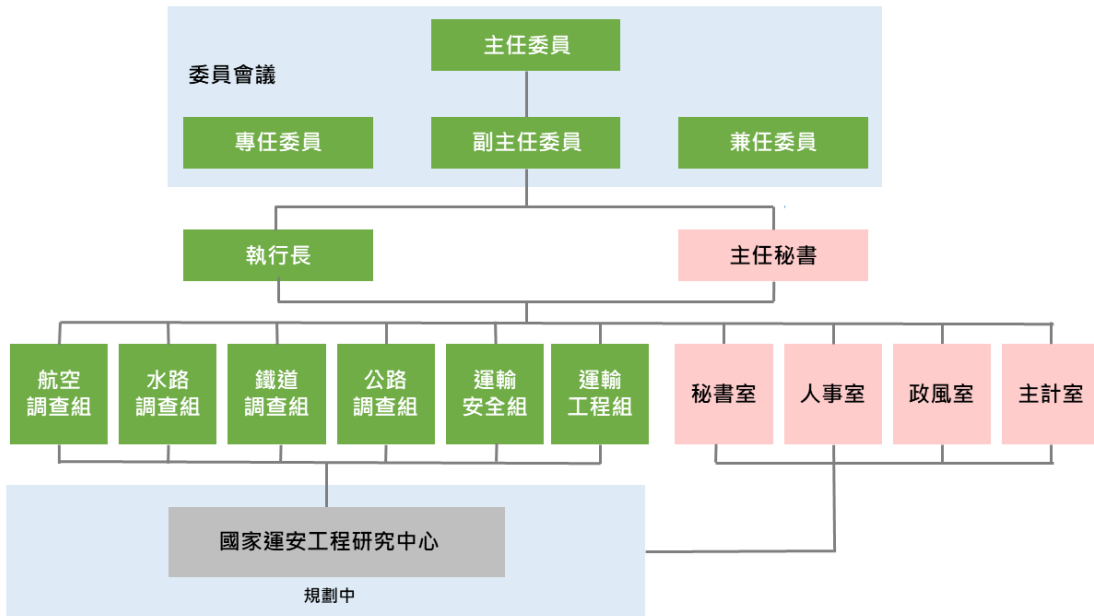 主任委員
委員會議
專任委員
副主任委員
兼任委員
執行長
主任秘書
航空
調查組
水路
調查組
鐵道
調查組
公路
調查組
運輸
安全組
運輸
工程組
秘書室
人事室
政風室
主計室
國家運安工程研究中心
規劃中